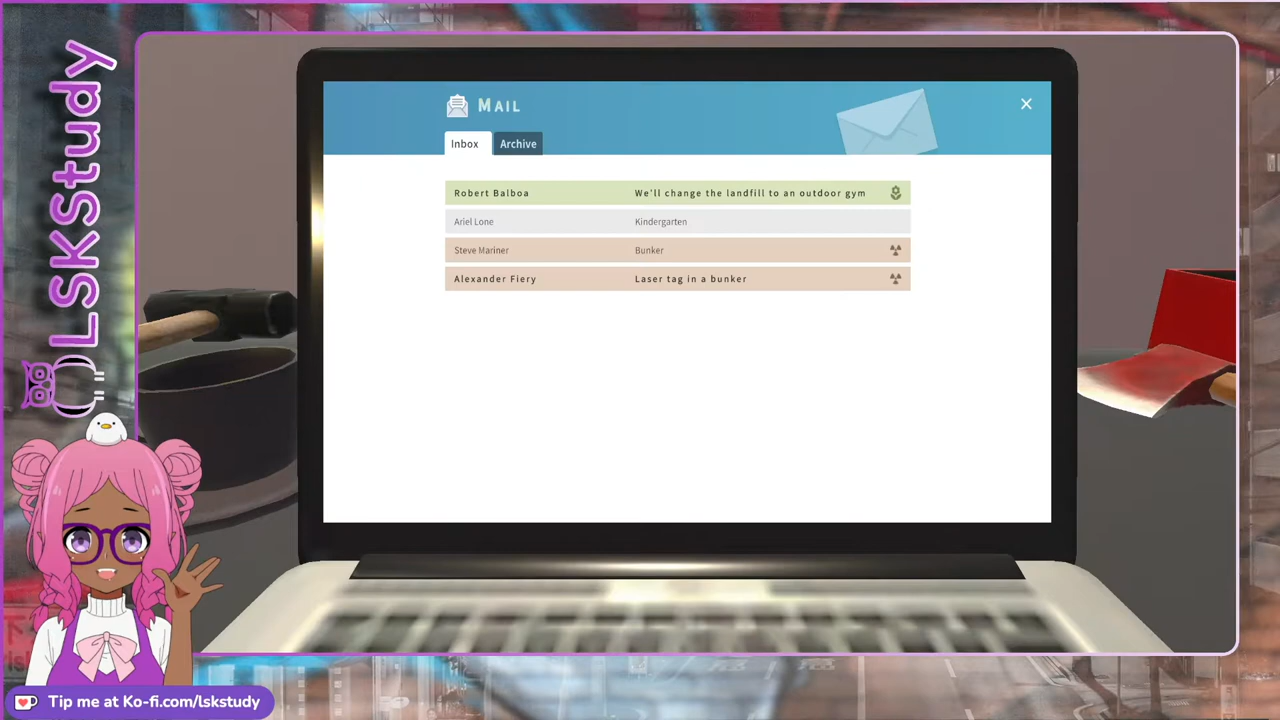 LSKStudy
MAIL
Inbox
Archive
Robert Balboa We'll change the landfill to an outdoor gym
Ariel Lone Kindergarten
Steve Mariner Bunker
Alexander Fiery Laser tag in a bunker
Tip me at Ko-fi.com/lskstudy